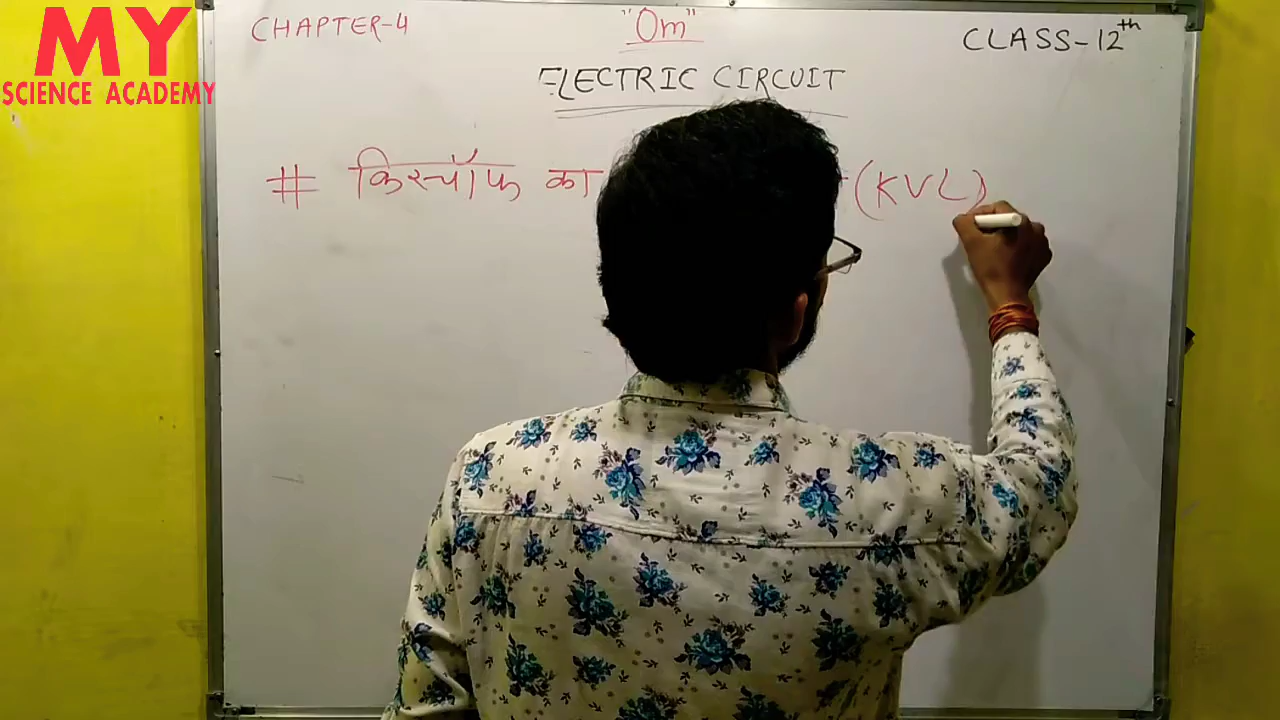 MY
SCIENCE ACADEMY
CHAPTER-4
"Om"
CLASS-12th
ELECTRIC CIRCUIT
# किरचॉफ का (KVL)